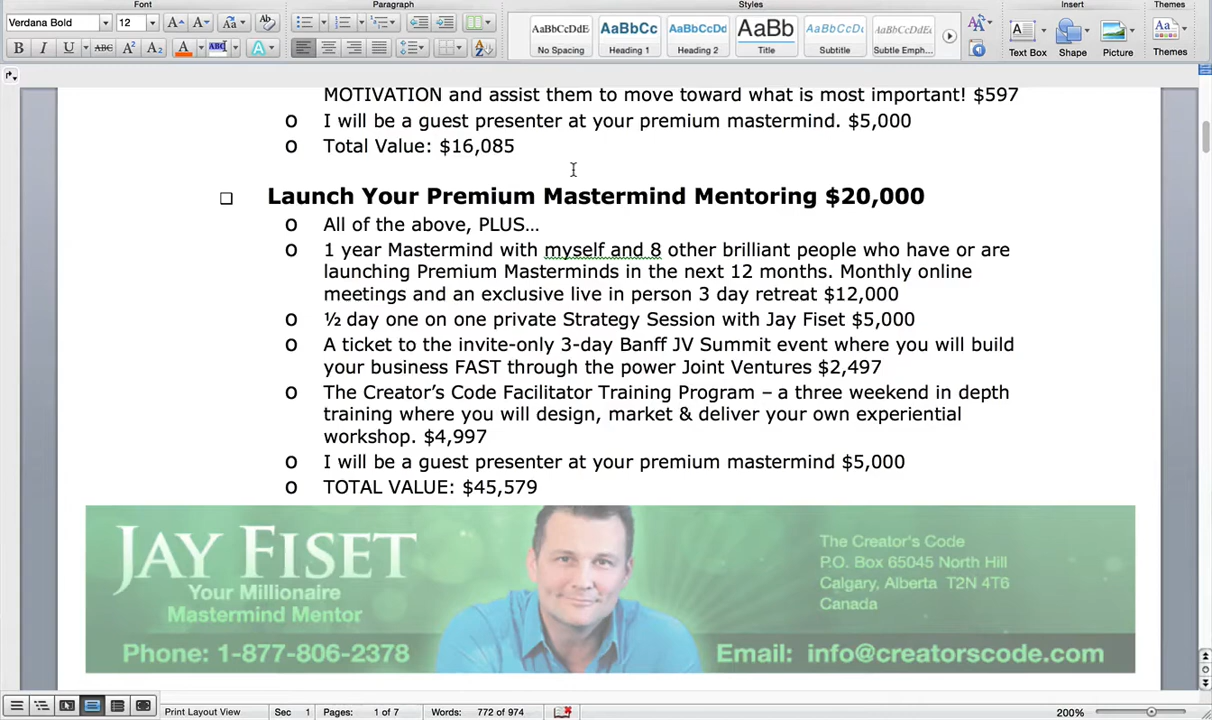 Font
Paragraph
Styles
Insert
Themes
Verdana Bold
12
AaBbCcDdE
AaBbCc
AaBbCcDd
AaBb
AaBbCcDd
AaBbCcDdE
No Spacing
Heading 1
Heading 2
Title
Subtitle
Subtle Emph...
Text Box
Shape
Picture
Themes
MOTIVATION and assist them to move toward what is most important! $597
o I will be a guest presenter at your premium mastermind. $5,000
o Total Value: $16,085
Launch Your Premium Mastermind Mentoring $20,000
o All of the above, PLUS…
o 1 year Mastermind with myself and 8 other brilliant people who have or are
launching Premium Masterminds in the next 12 months. Monthly online
meetings and an exclusive live in person 3 day retreat $12,000
o ½ day one on one private Strategy Session with Jay Fiset $5,000
o A ticket to the invite-only 3-day Banff JV Summit event where you will build
your business FAST through the power Joint Ventures $2,497
o The Creator’s Code Facilitator Training Program – a three weekend in depth
training where you will design, market & deliver your own experiential
workshop. $4,997
o I will be a guest presenter at your premium mastermind $5,000
o TOTAL VALUE: $45,579
JAY FISET
Your Millionaire
Mastermind Mentor
Phone: 1-877-806-2378
The Creator's Code
P.O. Box 65045 North Hill
Calgary, Alberta T2N 4T6
Canada
Email: info@creatorscode.com
Print Layout View
Sec 1
Pages: 1 of 7
Words: 772 of 974
200%